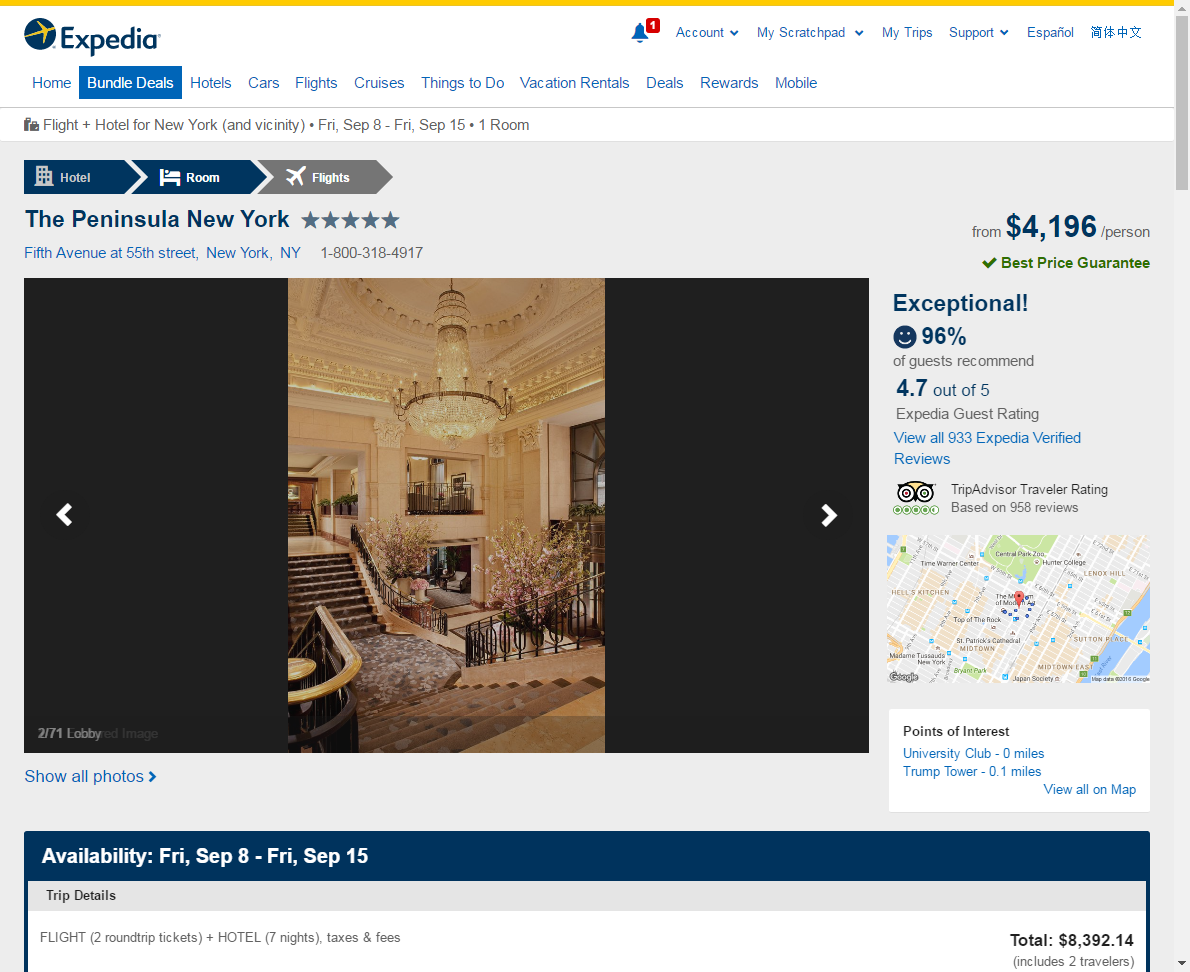 Expedia
1
Account
My Scratchpad
My Trips
Support
Español
简体中文
Home
Bundle Deals
Hotels
Cars
Flights
Cruises
Things to Do
Vacation Rentals
Deals
Rewards
Mobile
Flight + Hotel for New York (and vicinity) • Fri, Sep 8 - Fri, Sep 15 • 1 Room
Hotel
Room
Flights
The Peninsula New York
from $4,196 /person
Fifth Avenue at 55th street, New York, NY 1-800-318-4917
Best Price Guarantee
Exceptional!
96%
of guests recommend
4.7 out of 5
Expedia Guest Rating
View all 933 Expedia Verified
Reviews
TripAdvisor Traveler Rating
Based on 958 reviews
Central Park Zoo
Time Warner Center
Hunter College
LENOX HILL
HELL'S KITCHEN
Top of The Rock
St. Patrick's Cathedral
MIDTOWN
SUTTON PLACE
Madame Tussauds
New York
MIDTOWN EAST
Bryant Park
Japan Society
Google
Map data ©2016 Google
2/71 Lobby
Show all photos
Points of Interest
University Club - 0 miles
Trump Tower - 0.1 miles
View all on Map
Availability: Fri, Sep 8 - Fri, Sep 15
Trip Details
FLIGHT (2 roundtrip tickets) + HOTEL (7 nights), taxes & fees
Total: $8,392.14
(includes 2 travelers)